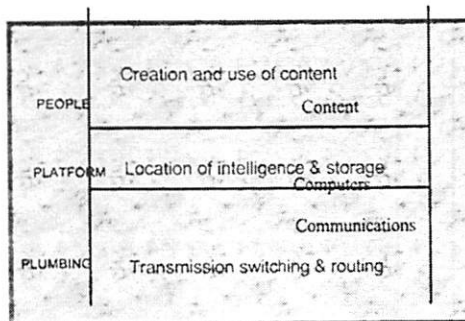 Creation and use of content
PEOPLE
Content
PLATFORM Location of intelligence & storage
Computers
Communications
PLUMBING Transmission switching & routing